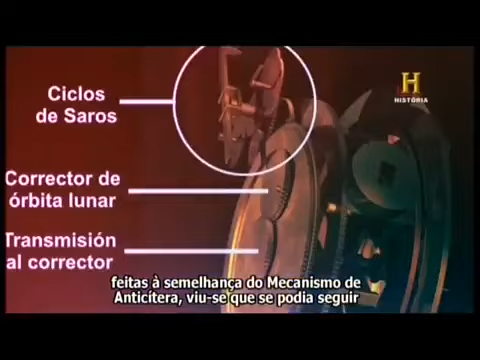 Ciclos
de Saros
H
HISTÓRIA
Corrector de
órbita lunar
Transmisión
al corrector
feitas à semelhança do Mecanismo de
Anticítera, viu-se que se podia seguir